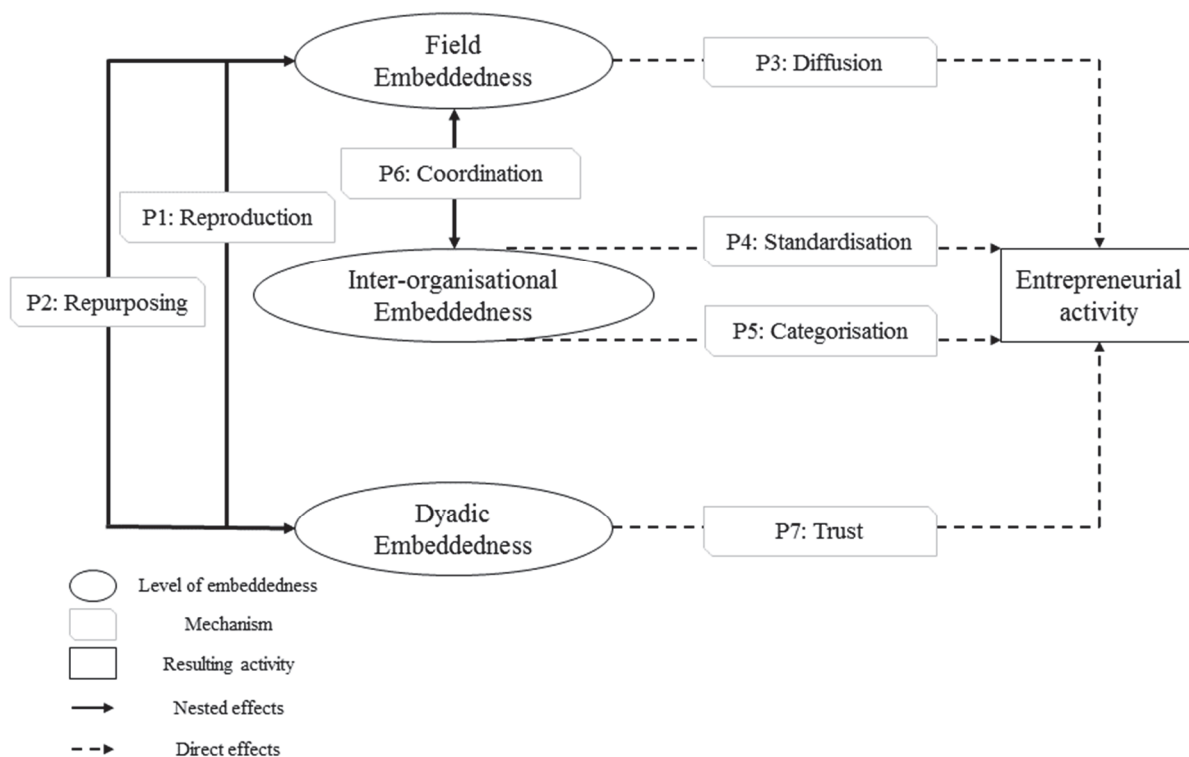 Field
Embeddedness
P3: Diffusion
P6: Coordination
P1: Reproduction
P4: Standardisation
Inter-organisational
Embeddedness
Entrepreneurial
activity
P2: Repurposing
P5: Categorisation
Dyadic
Embeddedness
P7: Trust
Level of embeddedness
Mechanism
Resulting activity
Nested effects
Direct effects